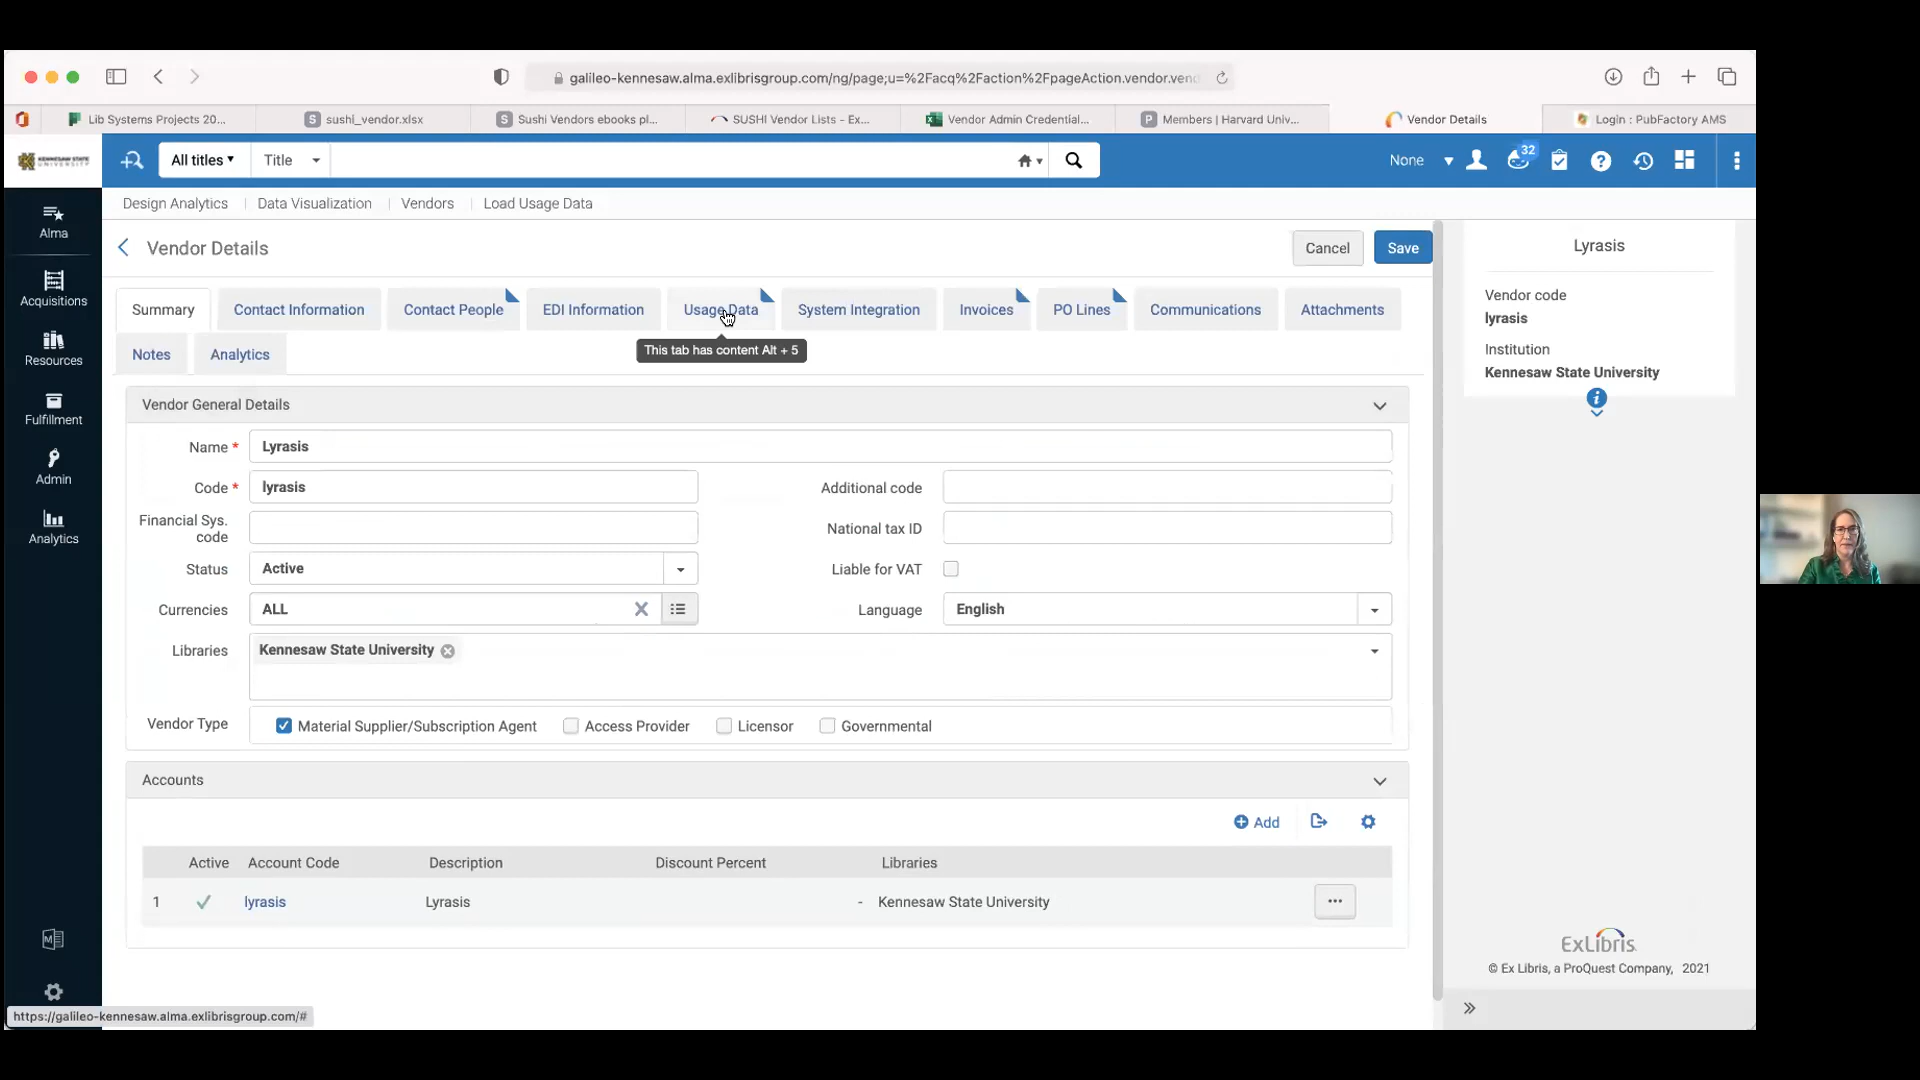 galileo-kennesaw.alma.exlibrisgroup.com/ng/page;u=%2Facq%2Faction%2FpageAction.vendor.vend
Lib Systems Projects 20...
S sushi_vendor.xlsx
S Sushi Vendors ebooks pl...
SUSHI Vendor Lists - Ex...
Vendor Admin Credential...
P Members | Harvard Univ...
Vendor Details
Login : PubFactory AMS
KENNESAW STATE
UNIVERSITY
All titles
Title
None
32
Alma
Acquisitions
Resources
Fulfillment
Admin
Analytics
Design Analytics
Data Visualization
Vendors
Load Usage Data
Vendor Details
Cancel
Save
Summary
Contact Information
Contact People
EDI Information
Usage Data
System Integration
Invoices
PO Lines
Communications
Attachments
This tab has content Alt + 5
Notes
Analytics
Vendor General Details
Name * Lyrasis
Code * lyrasis
Additional code
Financial Sys.
code
National tax ID
Status Active
Liable for VAT
Currencies ALL
Language English
Libraries Kennesaw State University
Vendor Type Material Supplier/Subscription Agent Access Provider Licensor Governmental
Accounts
Add
Active Account Code Description Discount Percent Libraries
1 lyrasis Lyrasis - Kennesaw State University
Lyrasis
Vendor code
lyrasis
Institution
Kennesaw State University
ExLibris
© Ex Libris, a ProQuest Company, 2021
https://galileo-kennesaw.alma.exlibrisgroup.com/#